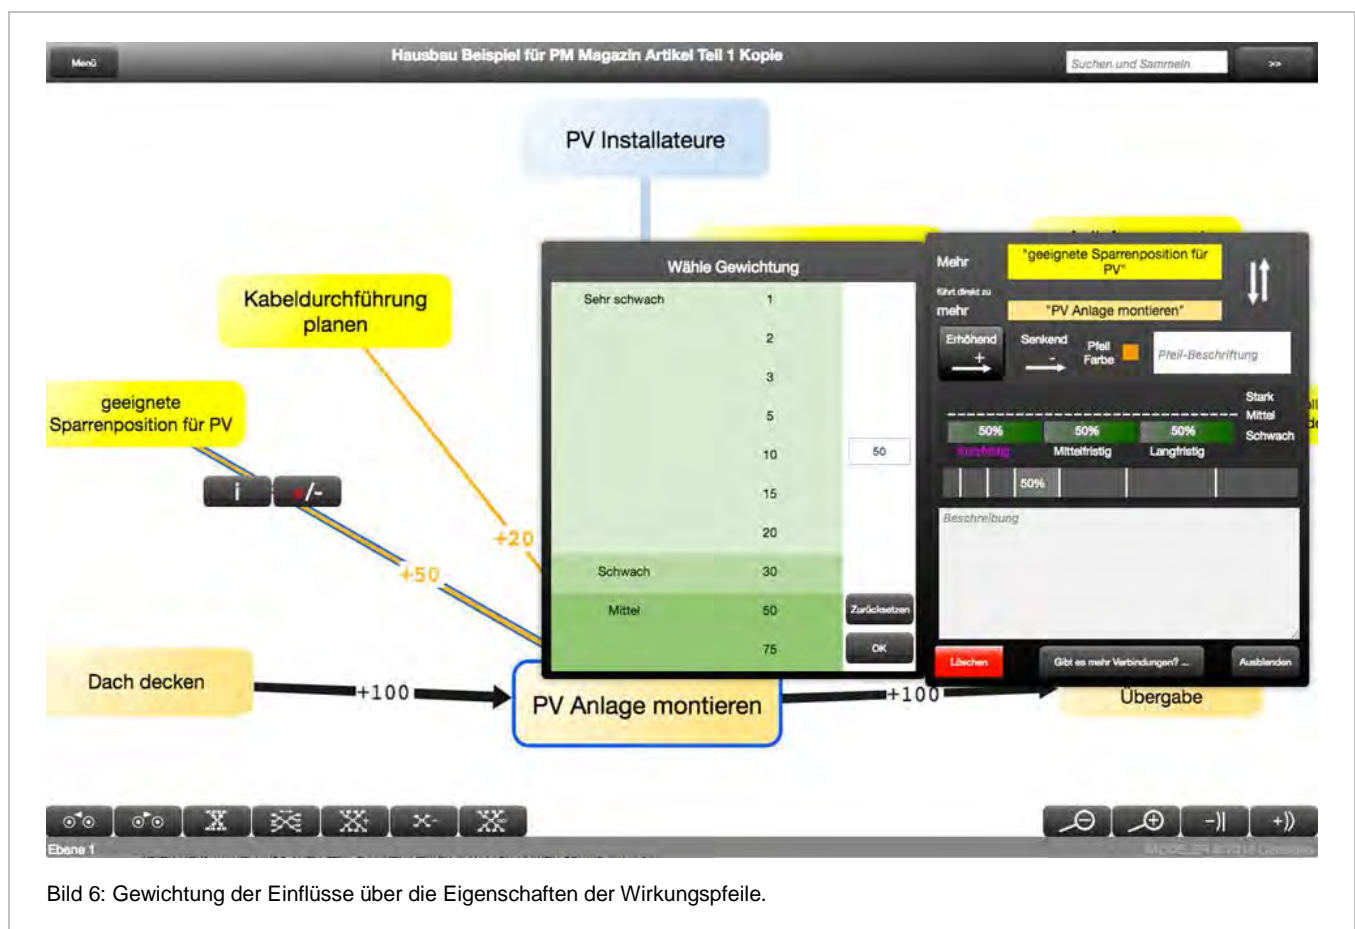 Menü
Hausbau Beispiel für PM Magazin Artikel Teil 1 Kopie
Suchen und Sammeln
>>
PV Installateure
Kabeldurchführung
planen
geeignete
Sparrenposition für PV
i
+/-
+20
+50
Dach decken
+100
PV Anlage montieren
+100
Übergabe
Wähle Gewichtung
Sehr schwach 1
2
3
5
10
15
20
Schwach 30
Mittel 50
75
50
Zurücksetzen
OK
Mehr
"geeignete Sparrenposition für
PV"
führt direkt zu
mehr
"PV Anlage montieren"
Erhöhend
+
Senkend
-
Pfeil
Farbe
Pfeil-Beschriftung
Stark
Mittel
Schwach
50% 50% 50%
Kurzfristig Mittelfristig Langfristig
50%
Beschreibung
Löschen
Gibt es mehr Verbindungen? ...
Ausblenden
-)| +))
Ebene 1
Bild 6: Gewichtung der Einflüsse über die Eigenschaften der Wirkungspfeile.